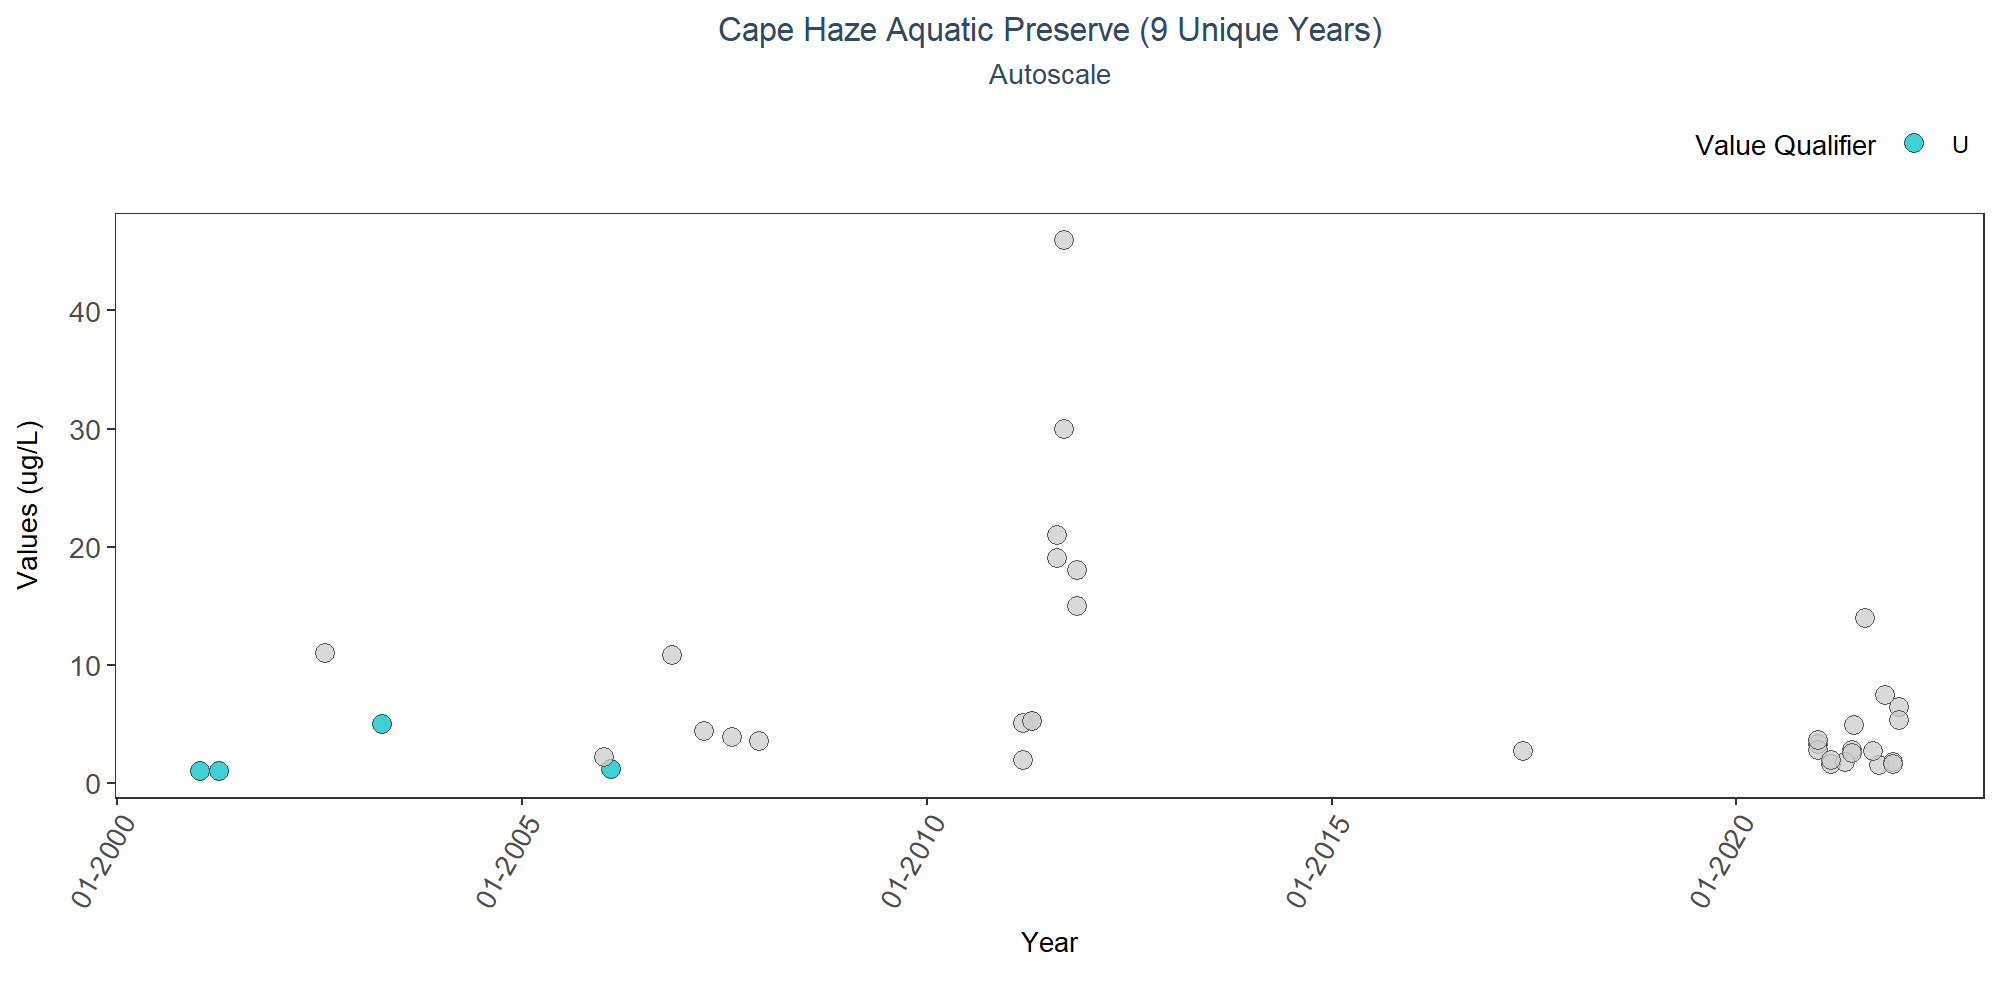 Cape Haze Aquatic Preserve (9 Unique Years)
Autoscale
Value Qualifier U
Values (ug/L)
40
30
20
10
0
01-2000 01-2005 01-2010 01-2015 01-2020
Year